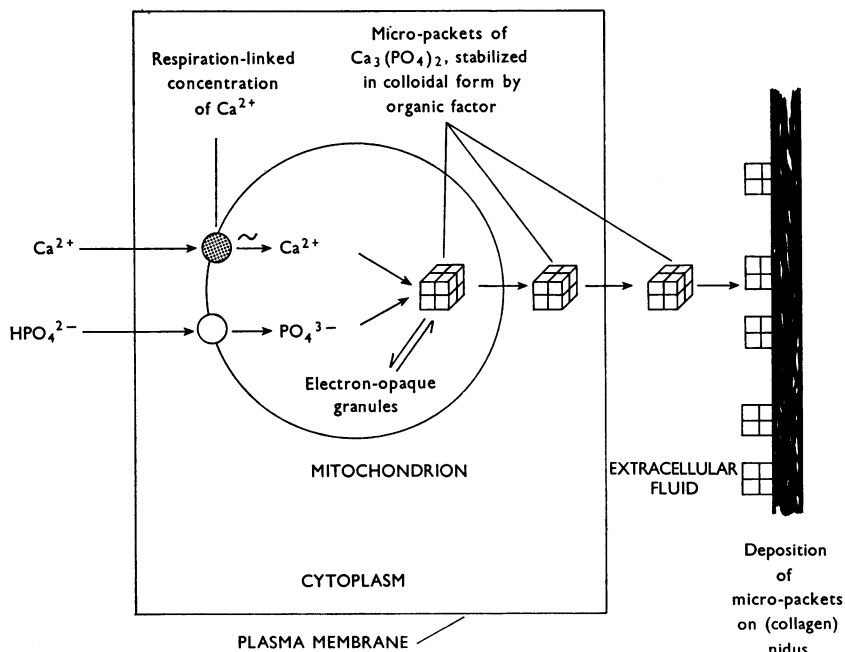 Respiration-linked
concentration
of Ca²⁺
Micro-packets of
Ca₃(PO₄)₂, stabilized
in colloidal form by
organic factor
Ca²⁺
~
Ca²⁺
HPO₄²⁻
PO₄³⁻
Electron-opaque
granules
MITOCHONDRION
EXTRACELLULAR
FLUID
CYTOPLASM
PLASMA MEMBRANE
Deposition
of
micro-packets
on (collagen)
nidus